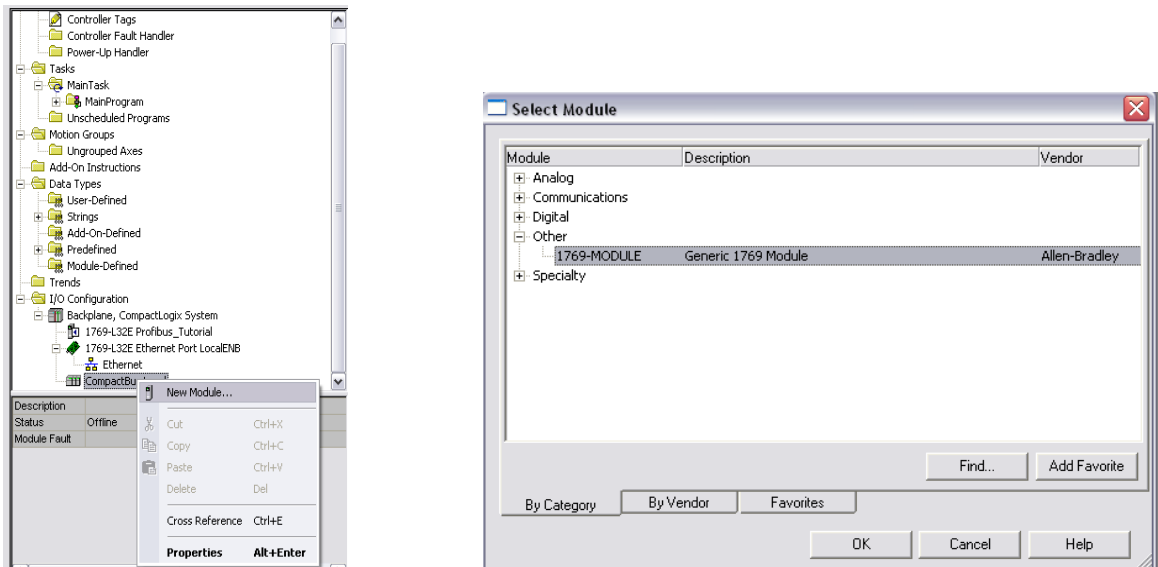 Controller Tags
Controller Fault Handler
Power-Up Handler
Tasks
MainTask
MainProgram
Unscheduled Programs
Motion Groups
Ungrouped Axes
Add-On Instructions
Data Types
User-Defined
Strings
Add-On-Defined
Predefined
Module-Defined
Trends
I/O Configuration
Backplane, CompactLogix System
1769-L32E Profibus_Tutorial
1769-L32E Ethernet Port LocalENB
Ethernet
New Module...
Cut Ctrl+X
Copy Ctrl+C
Paste Ctrl+V
Delete Del
Cross Reference Ctrl+E
Properties Alt+Enter
Description
Status Offline
Module Fault
Select Module
Module Description Vendor
Analog
Communications
Digital
Other
1769-MODULE Generic 1769 Module Allen-Bradley
Specialty
Find... Add Favorite
By Category By Vendor Favorites
OK Cancel Help